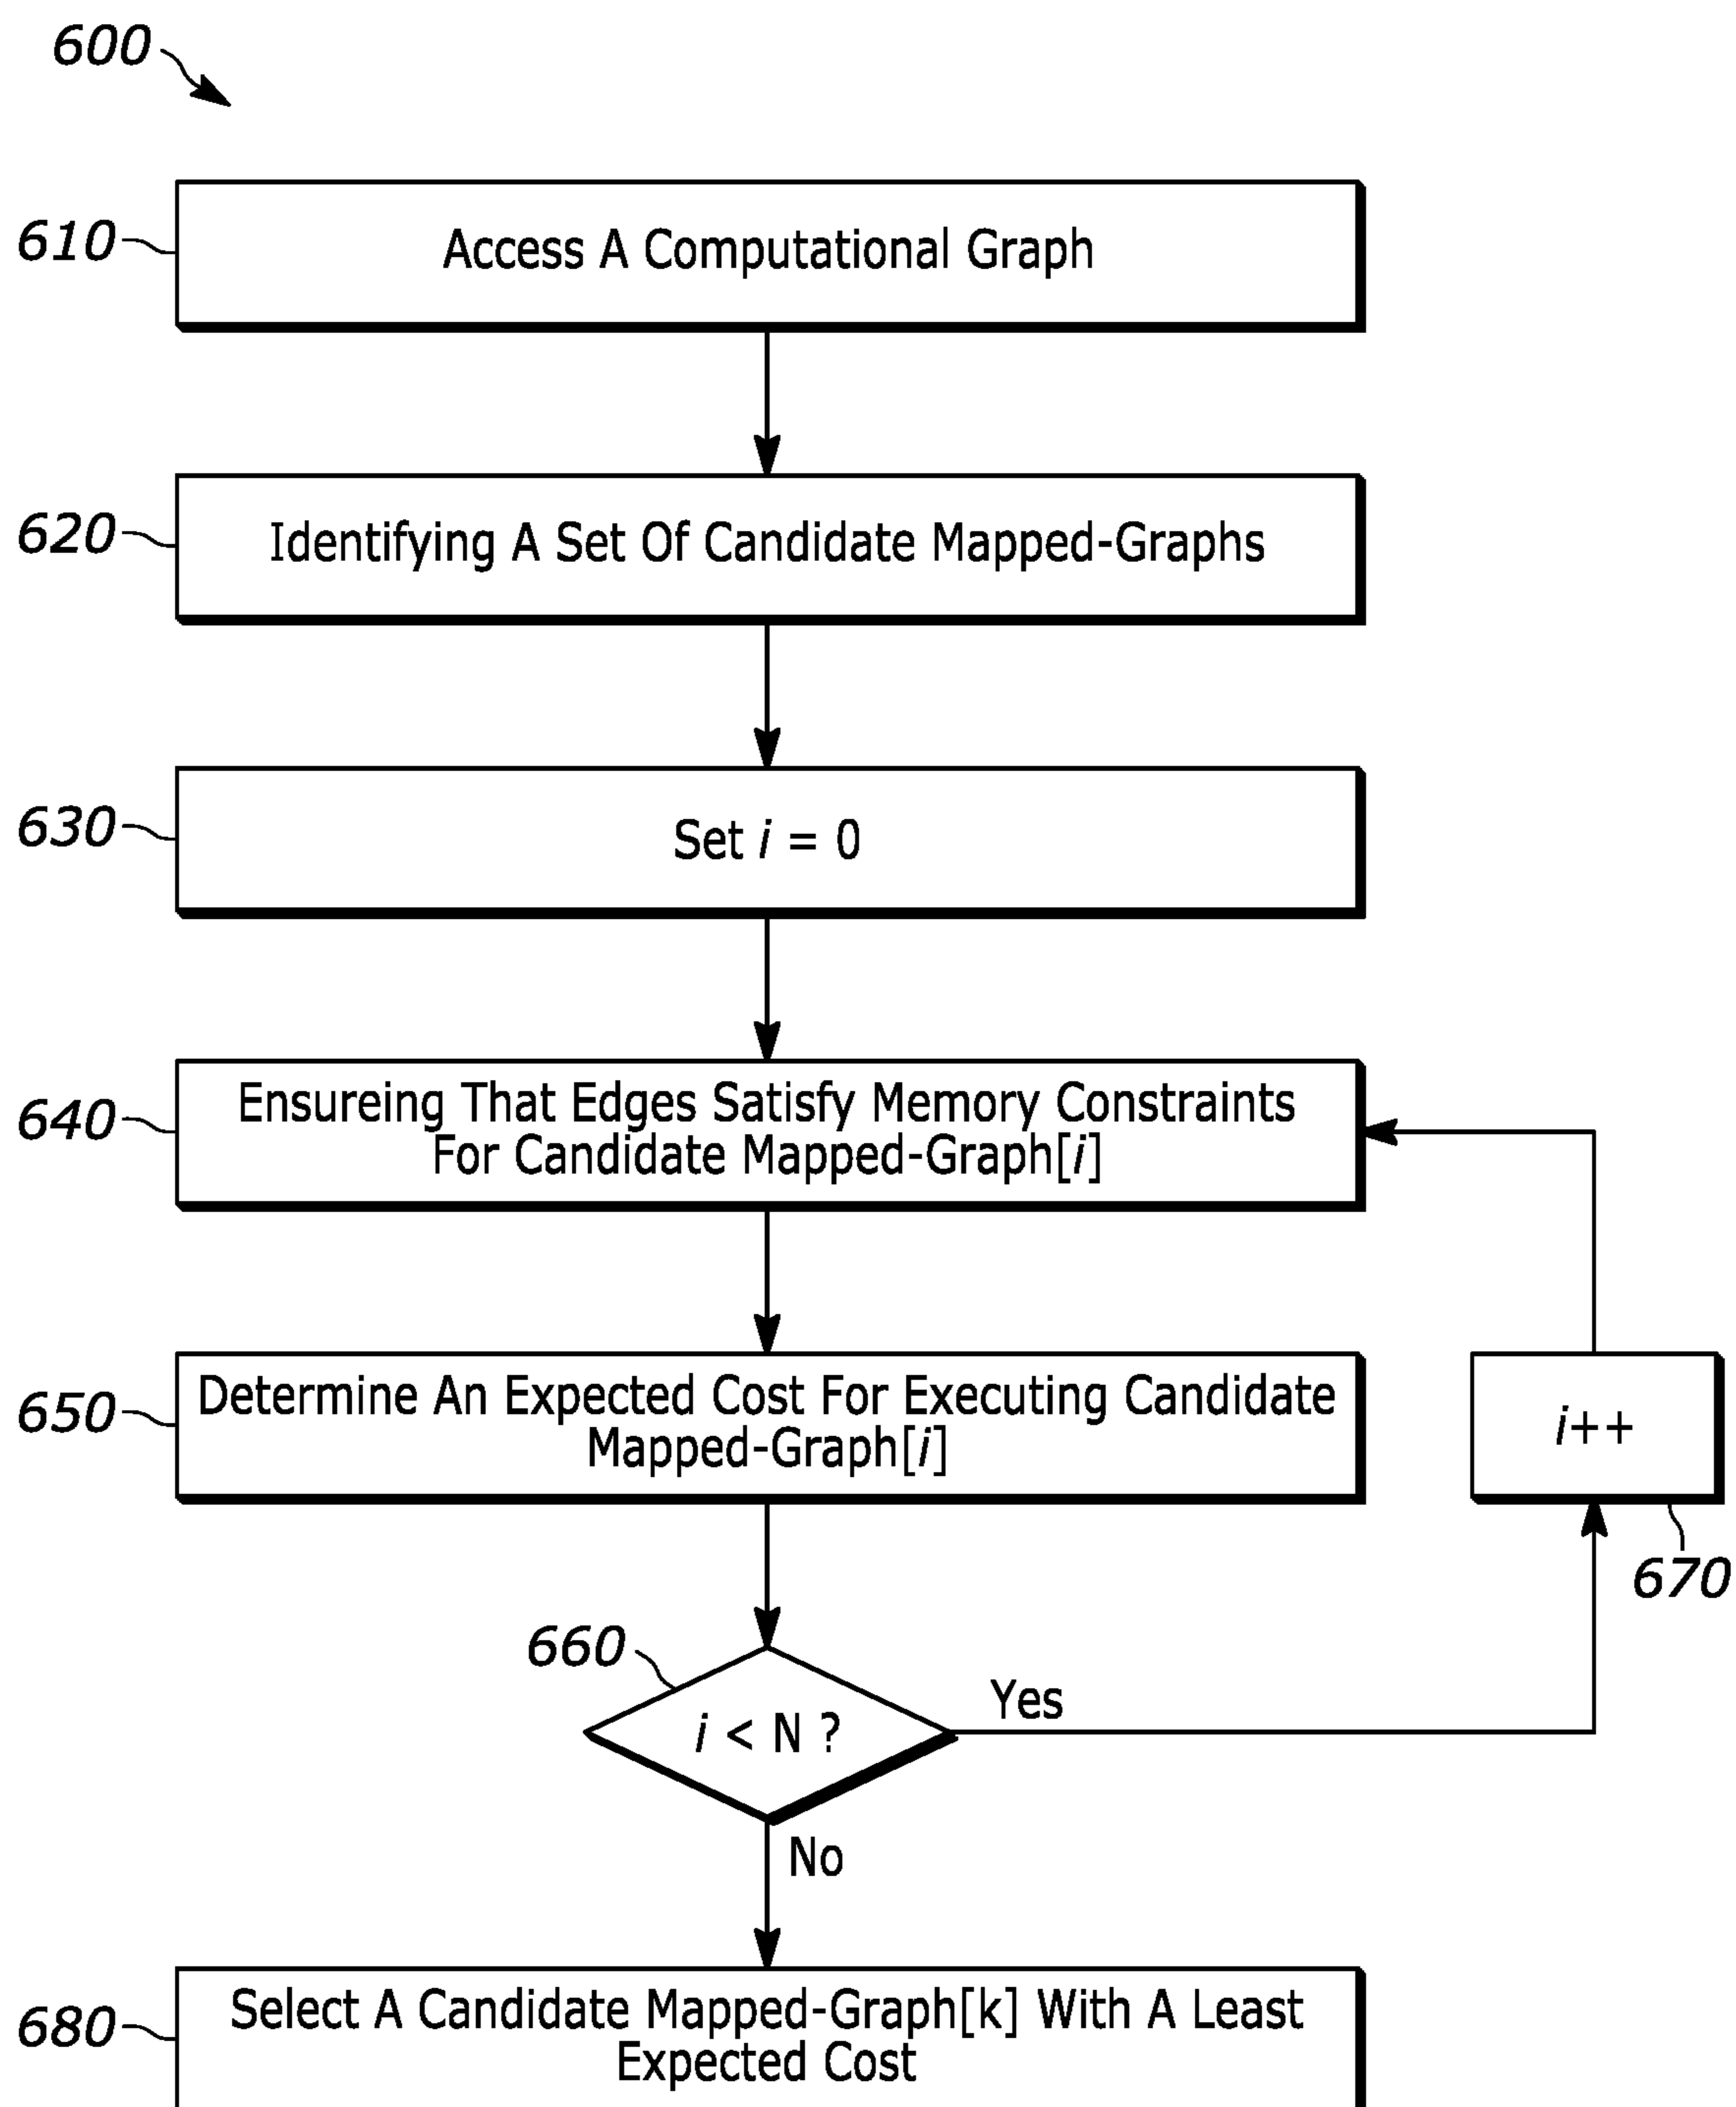 600
610
Access A Computational Graph
620
Identifying A Set Of Candidate Mapped-Graphs
630
Set i = 0
640
Ensureing That Edges Satisfy Memory Constraints
For Candidate Mapped-Graph[i]
650
Determine An Expected Cost For Executing Candidate
Mapped-Graph[i]
i++
670
660
i < N ?
Yes
No
680
Select A Candidate Mapped-Graph[k] With A Least
Expected Cost